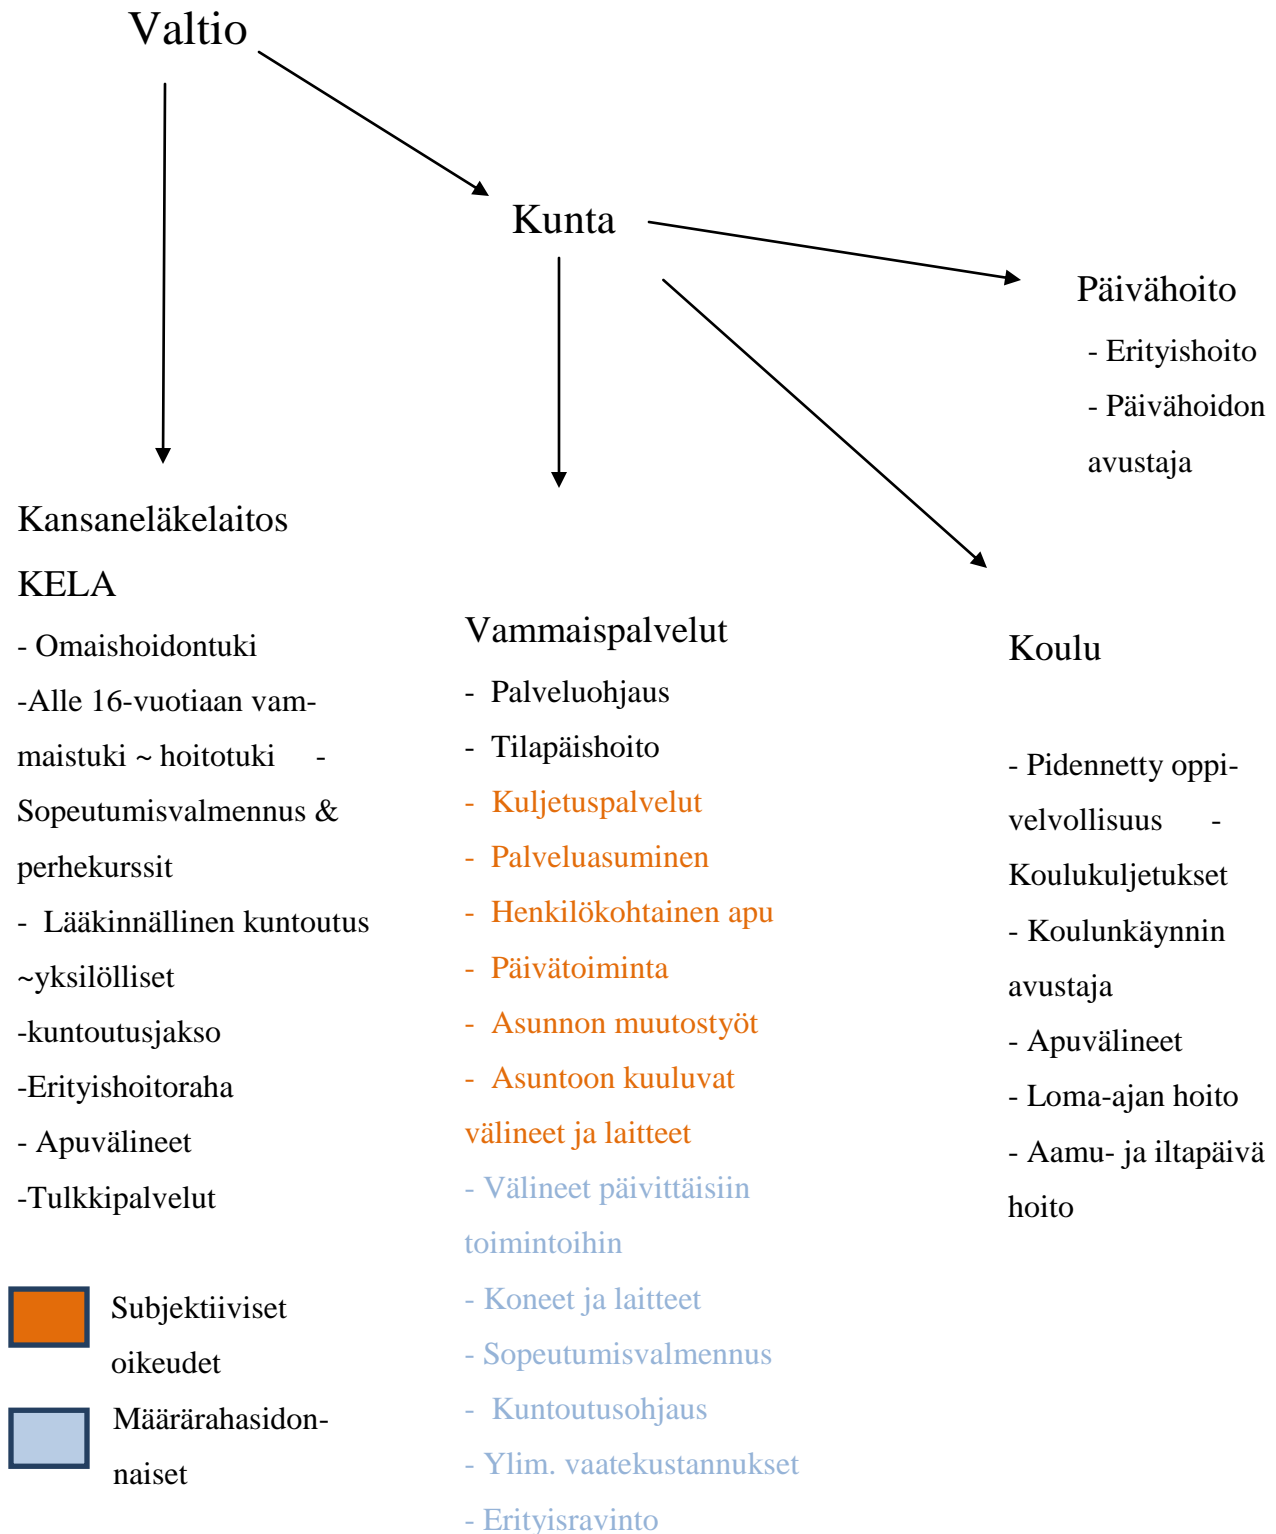 Valtio
Kunta
Päivähoito
- Erityishoito
- Päivähoidon
avustaja
Kansaneläkelaitos
KELA
- Omaishoidontuki
-Alle 16-vuotiaan vam-
maistuki ~ hoitotuki -
Sopeutumisvalmennus &
perhekurssit
- Lääkinnällinen kuntoutus
~yksilölliset
-kuntoutusjakso
-Erityishoitoraha
- Apuvälineet
-Tulkkipalvelut
Vammaispalvelut
- Palveluohjaus
- Tilapäishoito
- Kuljetuspalvelut
- Palveluasuminen
- Henkilökohtainen apu
- Päivätoiminta
- Asunnon muutostyöt
- Asuntoon kuuluvat
välineet ja laitteet
- Välineet päivittäisiin
toimintoihin
- Koneet ja laitteet
- Sopeutumisvalmennus
- Kuntoutusohjaus
- Ylim. vaatekustannukset
- Erityisravinto
Koulu
- Pidennetty oppi-
velvollisuus -
Koulukuljetukset
- Koulunkäynnin
avustaja
- Apuvälineet
- Loma-ajan hoito
- Aamu- ja iltapäivä
hoito
Subjektiiviset
oikeudet
Määrärahasidon-
naiset